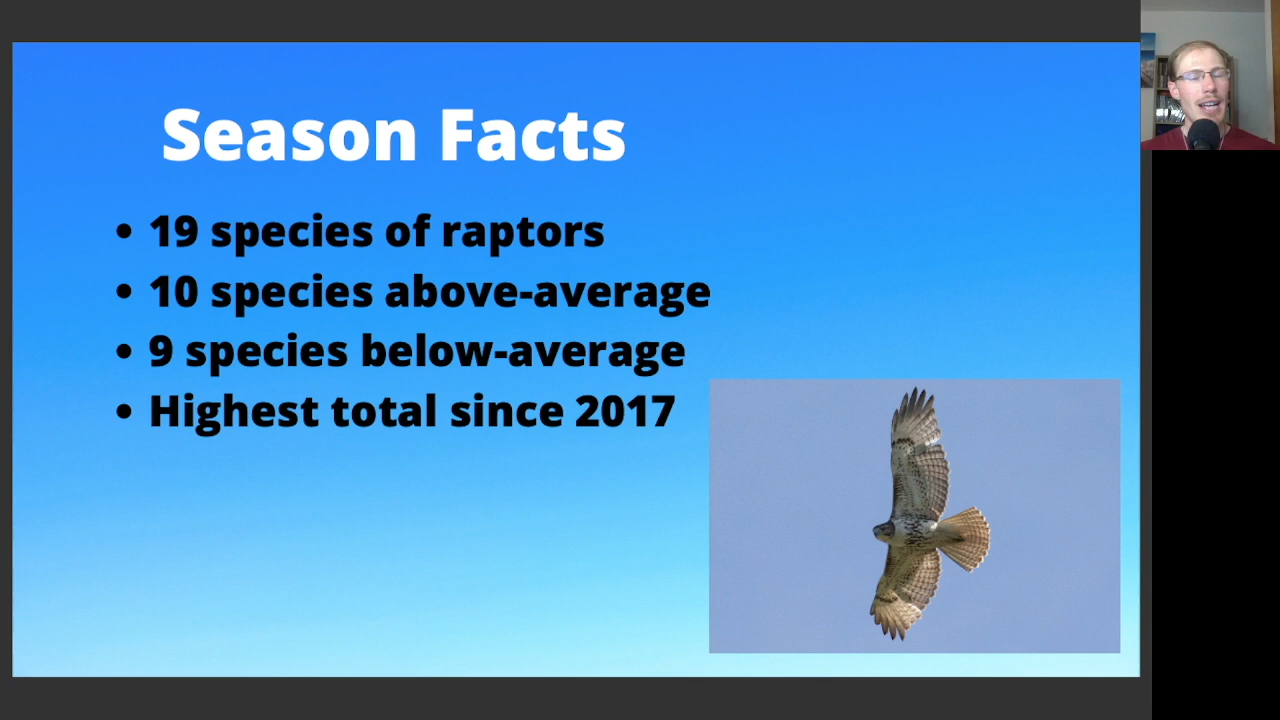 Season Facts
• 19 species of raptors
• 10 species above-average
• 9 species below-average
• Highest total since 2017